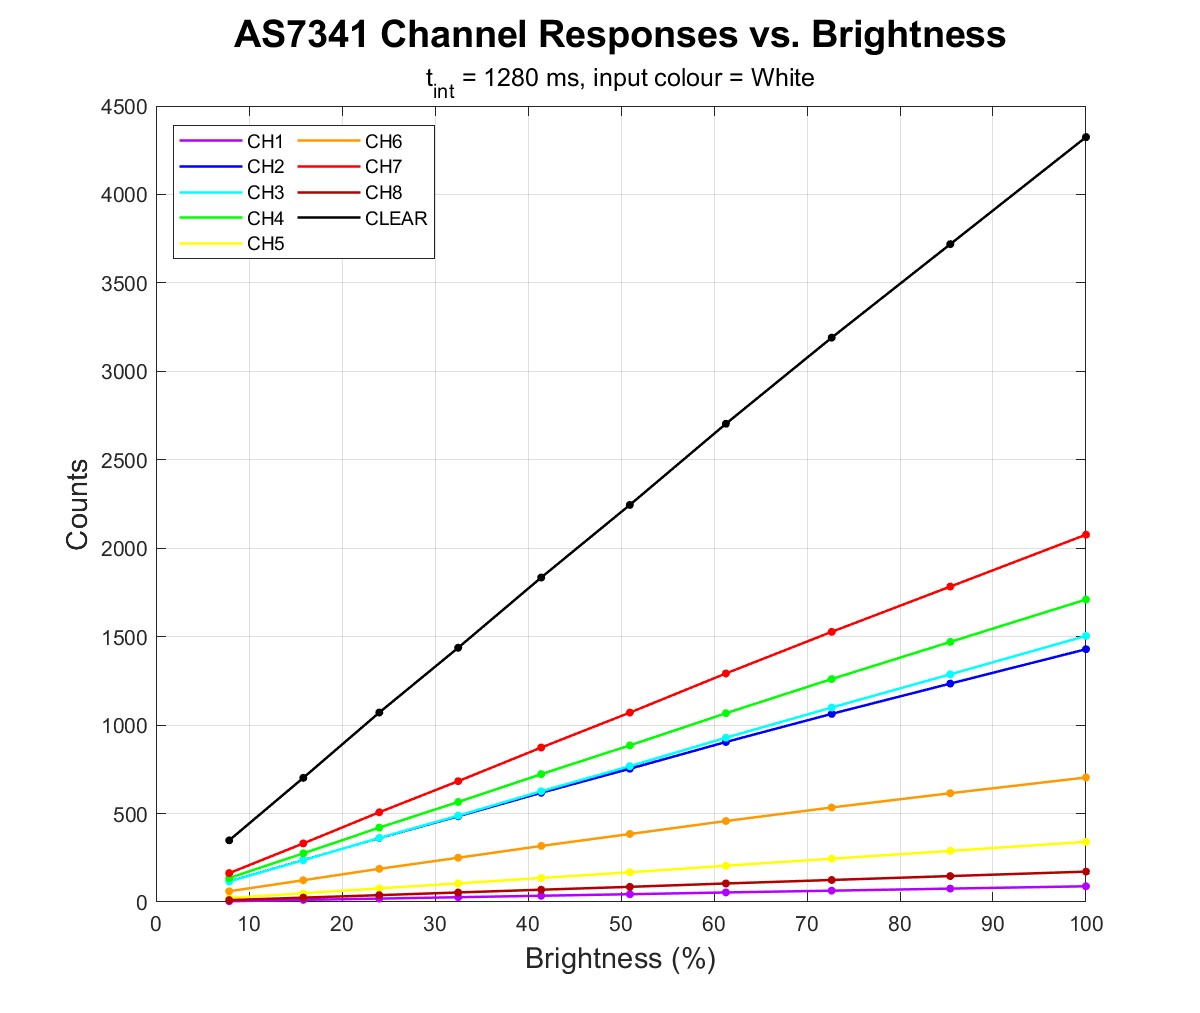 AS7341 Channel Responses vs. Brightness
t_int = 1280 ms, input colour = White
4500
4000
3500
3000
2500
2000
1500
1000
500
0
Counts
CH1 CH6
CH2 CH7
CH3 CH8
CH4 CLEAR
CH5
0 10 20 30 40 50 60 70 80 90 100
Brightness (%)